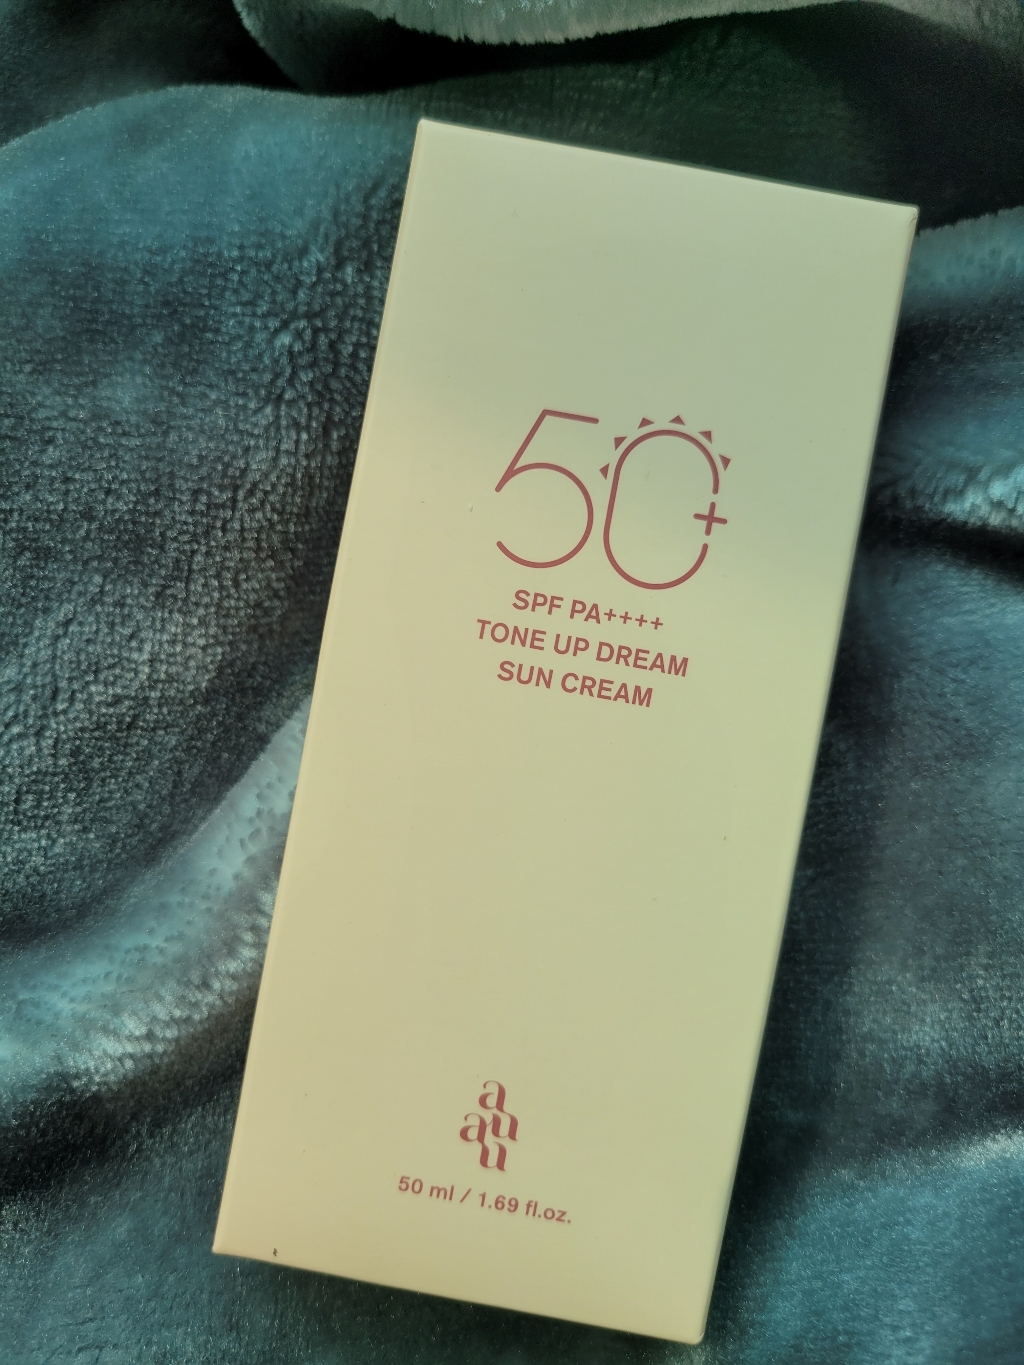 50+
SPF PA++++
TONE UP DREAM
SUN CREAM
a
au
u
50 ml / 1.69 fl.oz.